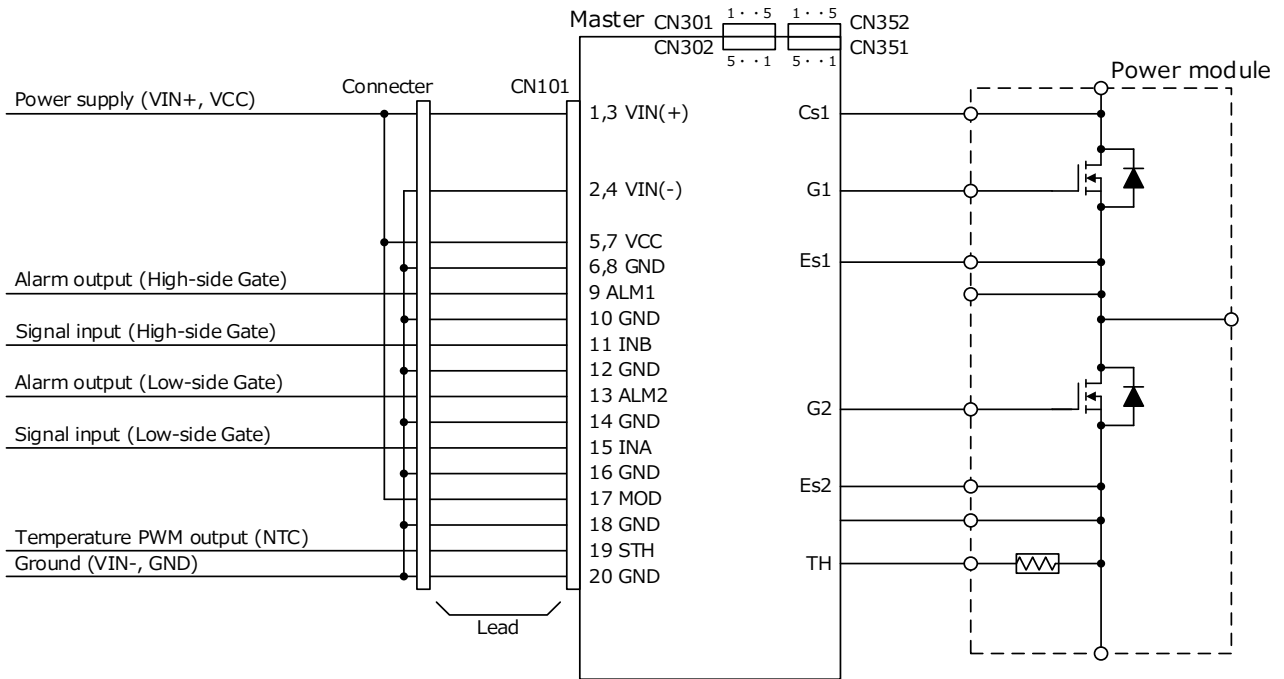 Master CN301 1··5 1··5 CN352
CN302 5··1 5··1 CN351
Power module
Connecter CN101
Power supply (VIN+, VCC)
1,3 VIN(+) Cs1
2,4 VIN(-) G1
5,7 VCC
6,8 GND Es1
Alarm output (High-side Gate)
9 ALM1
10 GND
Signal input (High-side Gate)
11 INB
12 GND
Alarm output (Low-side Gate)
13 ALM2
14 GND G2
Signal input (Low-side Gate)
15 INA
16 GND
17 MOD Es2
18 GND
Temperature PWM output (NTC)
19 STH
Ground (VIN-, GND)
20 GND TH
Lead